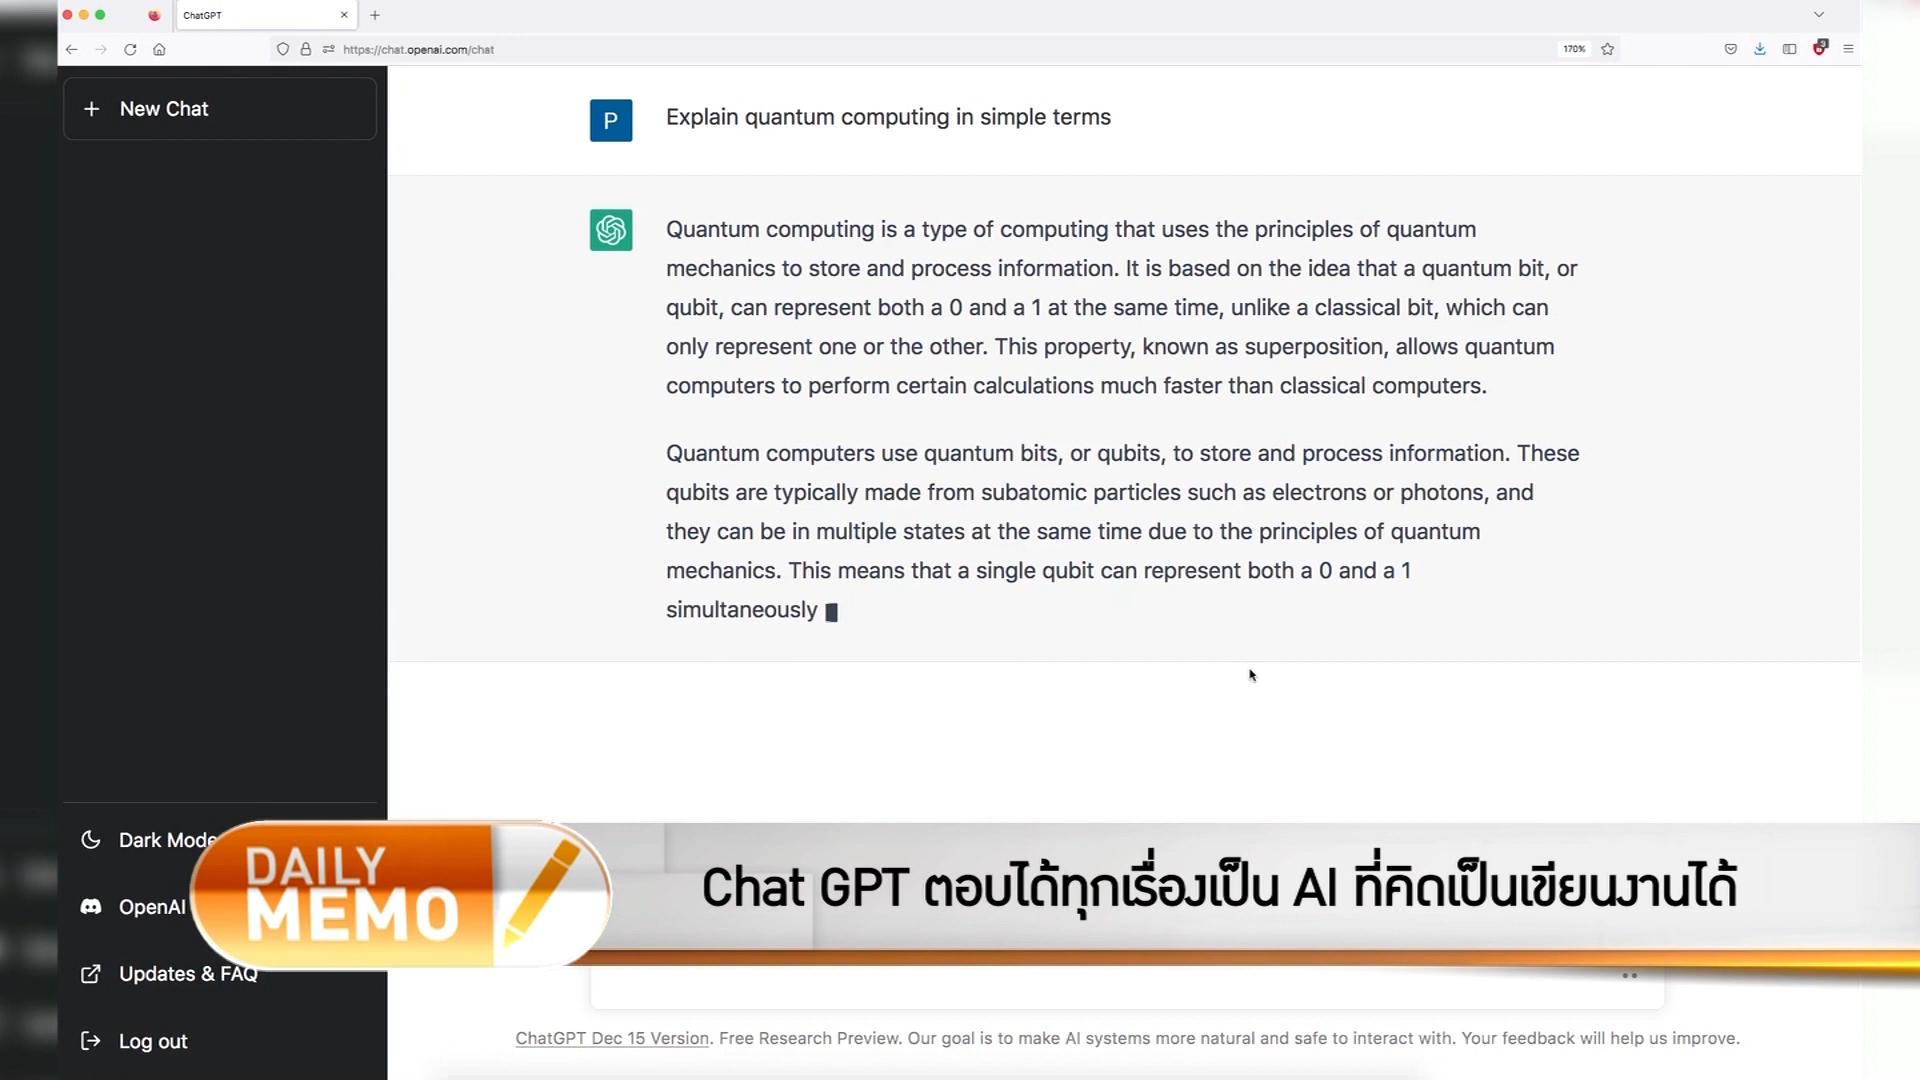 ChatGPT
https://chat.openai.com/chat
170%
New Chat
P
Explain quantum computing in simple terms
Quantum computing is a type of computing that uses the principles of quantum
mechanics to store and process information. It is based on the idea that a quantum bit, or
qubit, can represent both a 0 and a 1 at the same time, unlike a classical bit, which can
only represent one or the other. This property, known as superposition, allows quantum
computers to perform certain calculations much faster than classical computers.
Quantum computers use quantum bits, or qubits, to store and process information. These
qubits are typically made from subatomic particles such as electrons or photons, and
they can be in multiple states at the same time due to the principles of quantum
mechanics. This means that a single qubit can represent both a 0 and a 1
simultaneously
Dark Mode
OpenAI
Updates & FAQ
Log out
DAILY
MEMO
Chat GPT ตอบได้ทุกเรื่องเป็น AI ที่คิดเป็นเขียนงานได้
ChatGPT Dec 15 Version. Free Research Preview. Our goal is to make AI systems more natural and safe to interact with. Your feedback will help us improve.